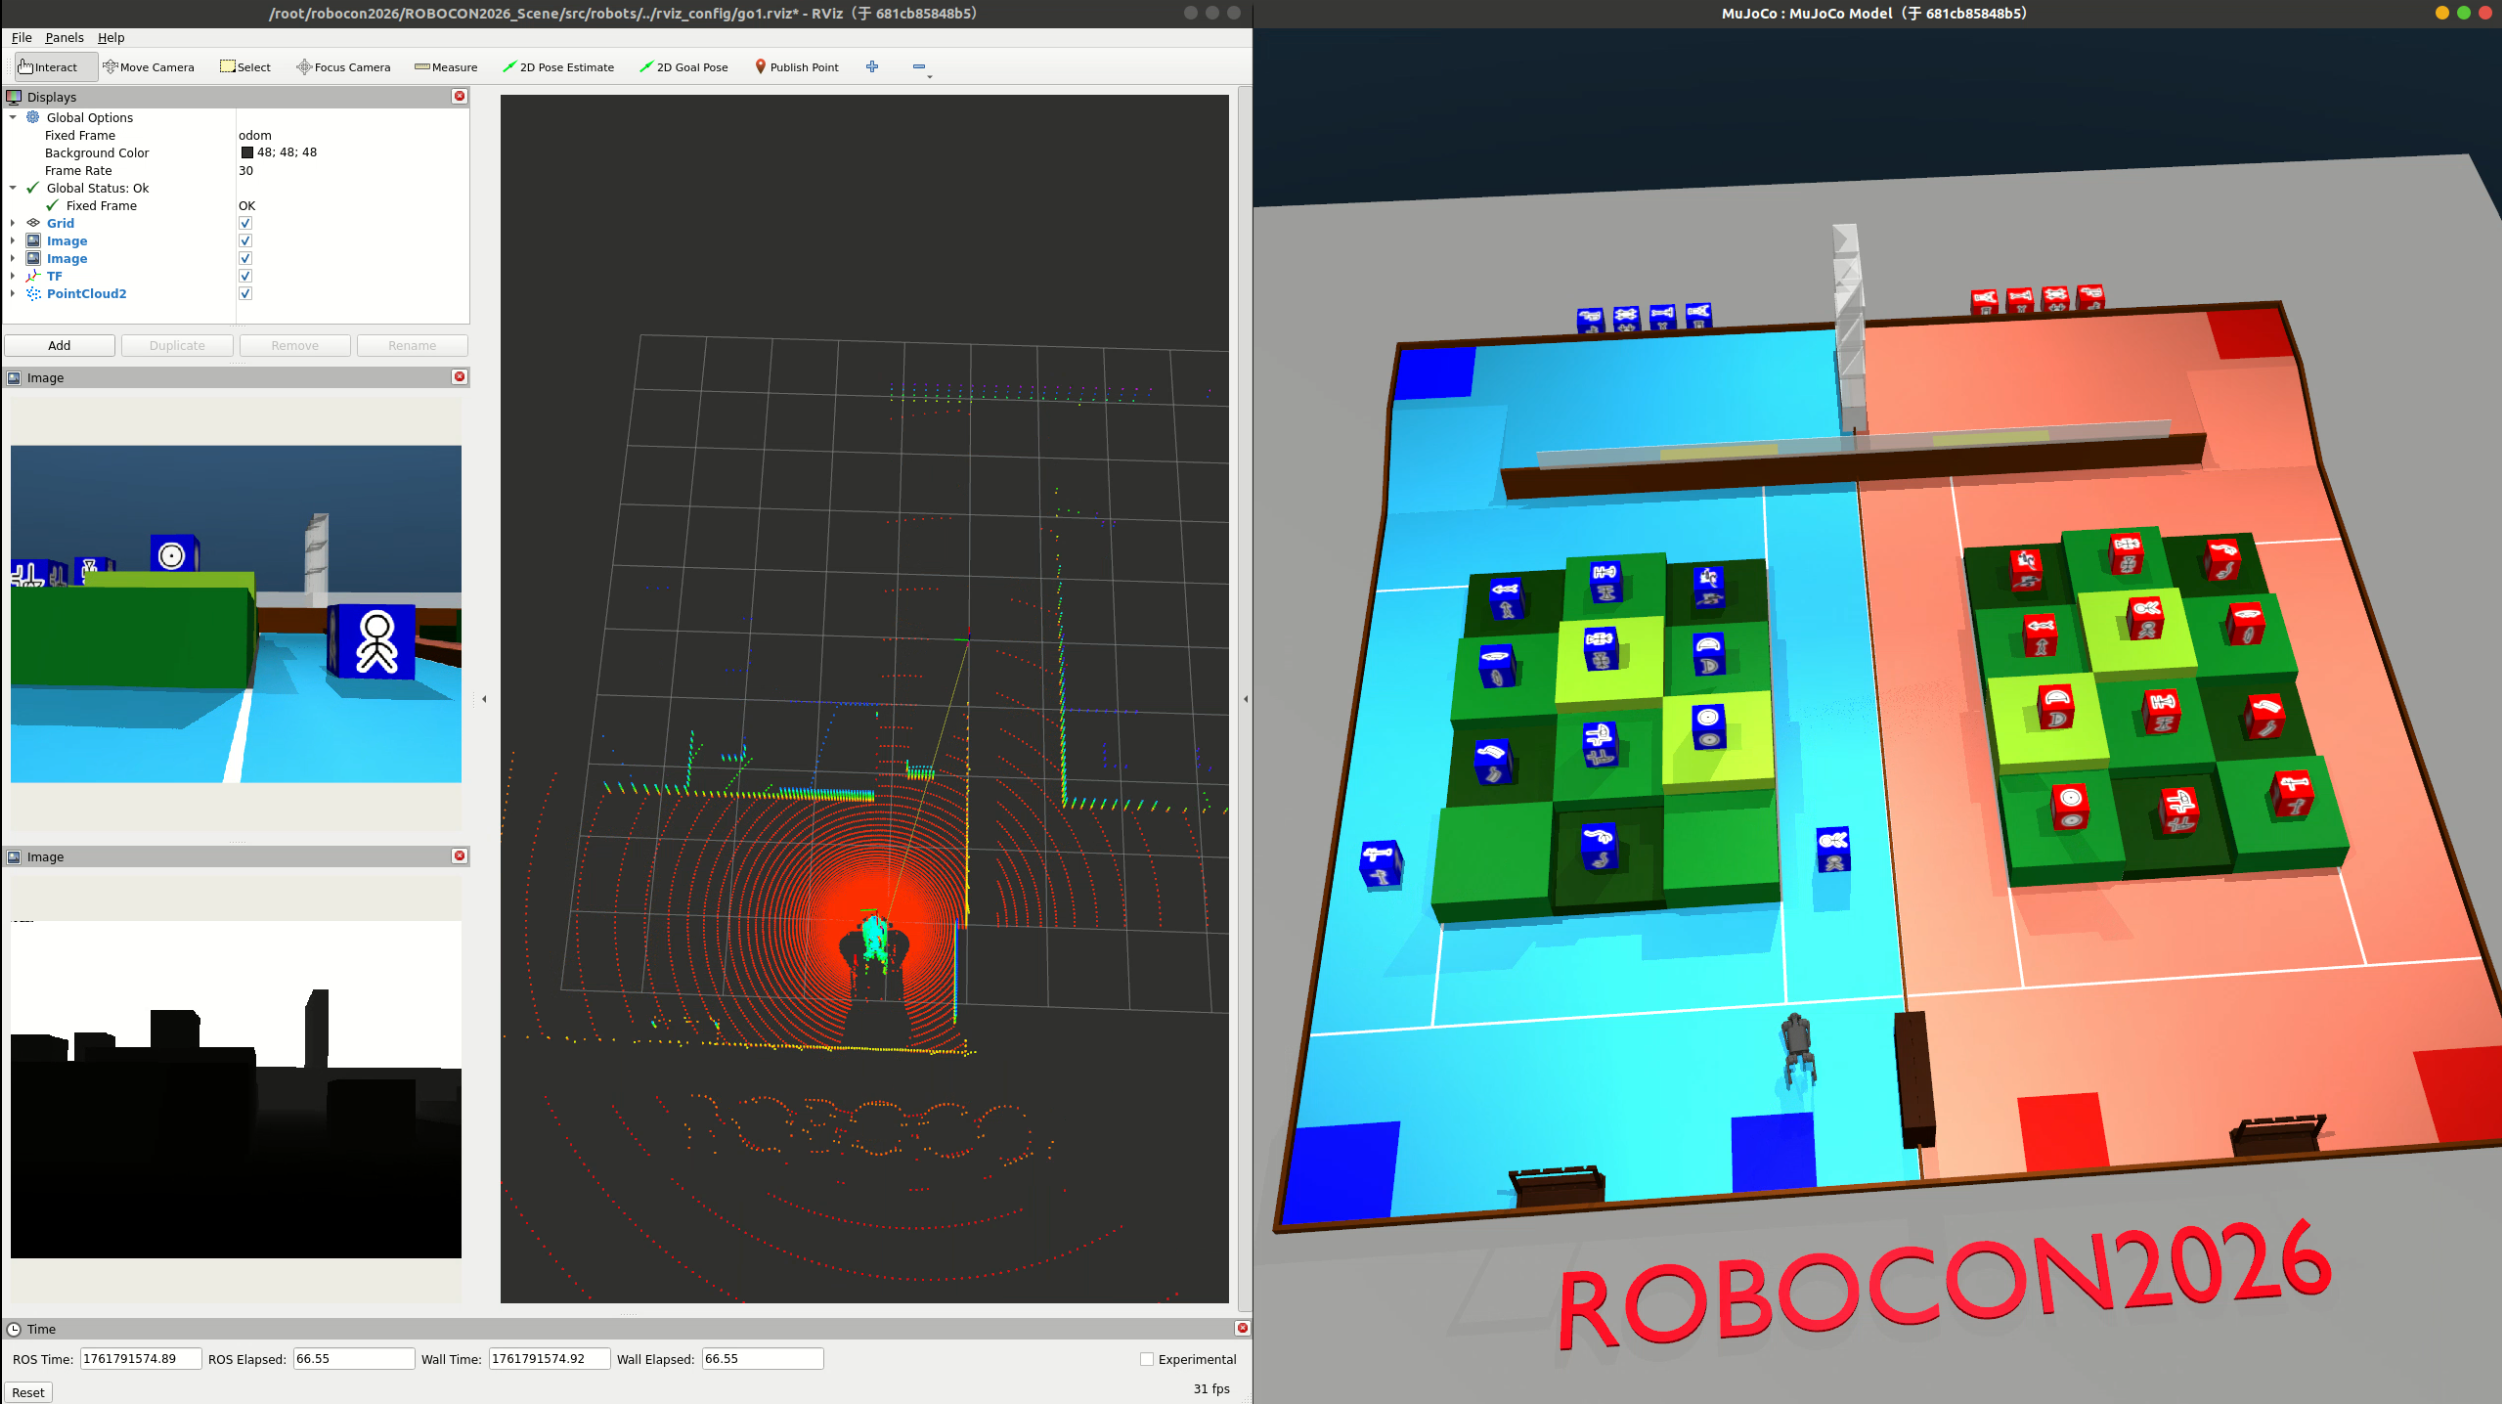 /root/robocon2026/ROBOCON2026_Scene/src/robots/../rviz_config/go1.rviz* - RViz（于 681cb85848b5）
File Panels Help
Interact Move Camera Select Focus Camera Measure 2D Pose Estimate 2D Goal Pose Publish Point
Displays
Global Options
Fixed Frame odom
Background Color 48; 48; 48
Frame Rate 30
Global Status: Ok
Fixed Frame OK
Grid
Image
Image
TF
PointCloud2
Add Duplicate Remove Rename
Image
Image
Time
ROS Time: 1761791574.89 ROS Elapsed: 66.55 Wall Time: 1761791574.92 Wall Elapsed: 66.55 Experimental
Reset 31 fps
MuJoCo : MuJoCo Model（于 681cb85848b5）
ROBOCON2026